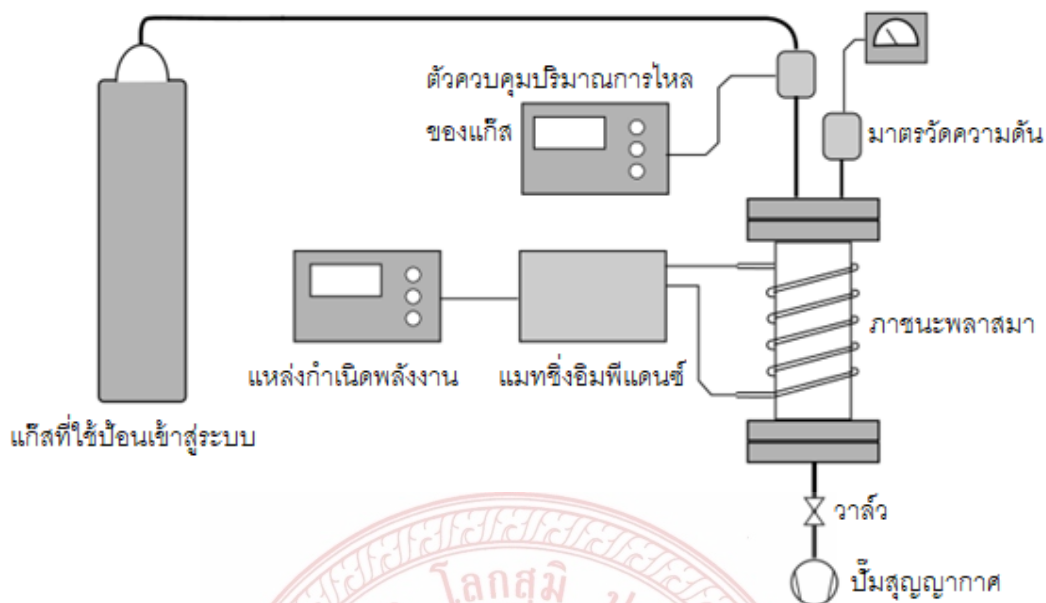 ตัวควบคุมปริมาณการไหล
ของแก๊ส
มาตรวัดความดัน
ภาชนะพลาสมา
แหล่งกำเนิดพลังงาน
แมทชิ่งอิมพีแดนซ์
แก๊สที่ใช้ป้อนเข้าสู่ระบบ
วาล์ว
ปั๊มสุญญากาศ
โลกสฺมิ